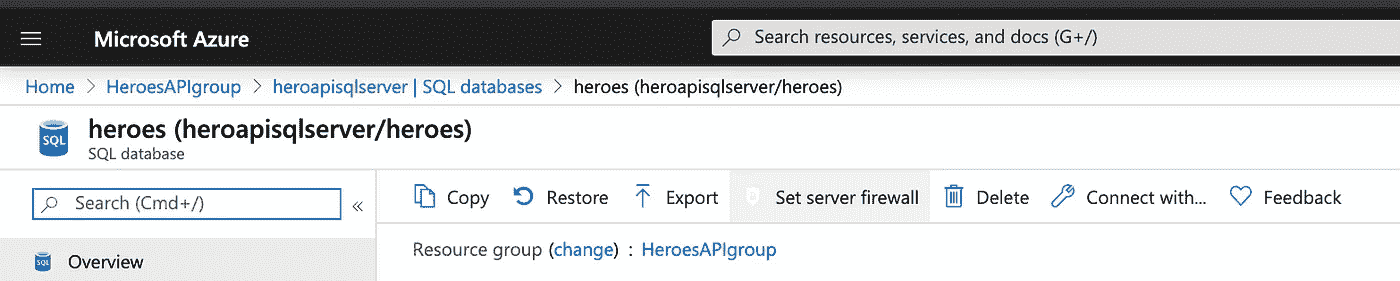 Microsoft Azure
Search resources, services, and docs (G+/)
Home > HeroesAPIgroup > heroapisqlserver | SQL databases > heroes (heroapisqlserver/heroes)
SQL
heroes (heroapisqlserver/heroes)
SQL database
Search (Cmd+/) «
Copy Restore Export Set server firewall Delete Connect with... Feedback
SQL Overview
Resource group (change) : HeroesAPIgroup